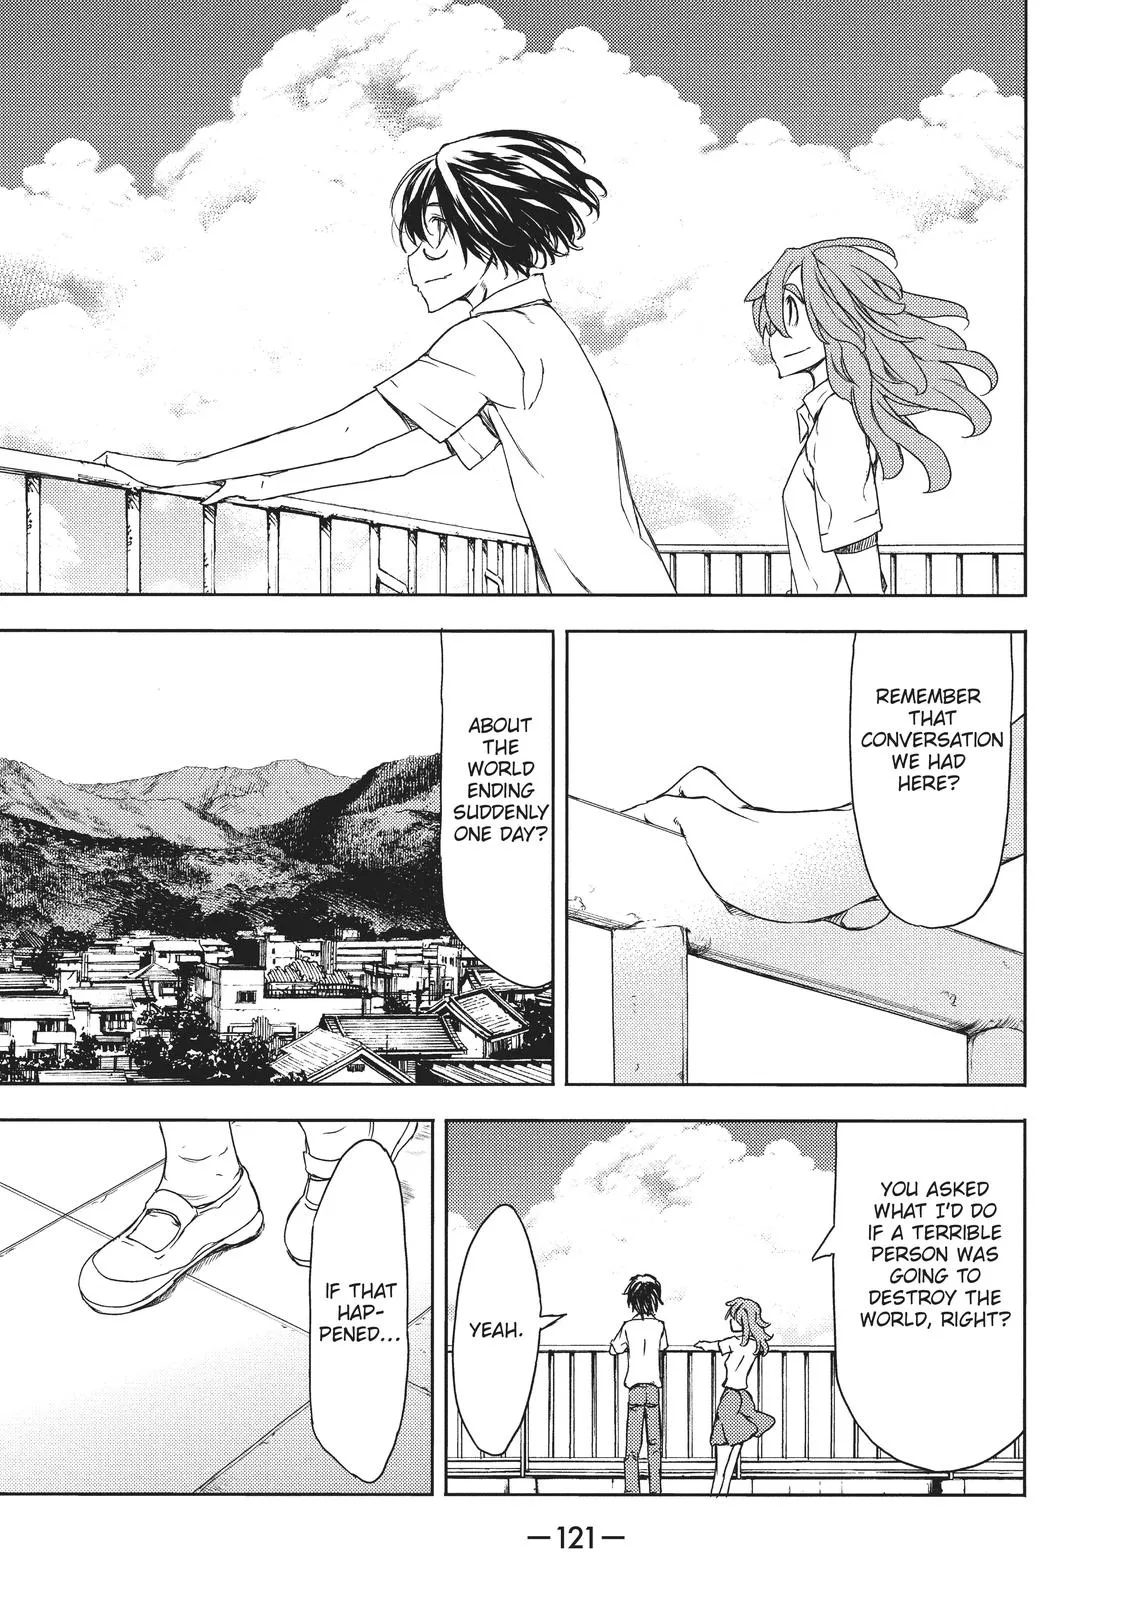 REMEMBER
THAT
CONVERSATION
WE HAD
HERE?
ABOUT
THE
WORLD
ENDING
SUDDENLY
ONE DAY?
YOU ASKED
WHAT I'D DO
IF A TERRIBLE
PERSON WAS
GOING TO
DESTROY THE
WORLD, RIGHT?
YEAH.
IF THAT
HAP-
PENED...
—121—